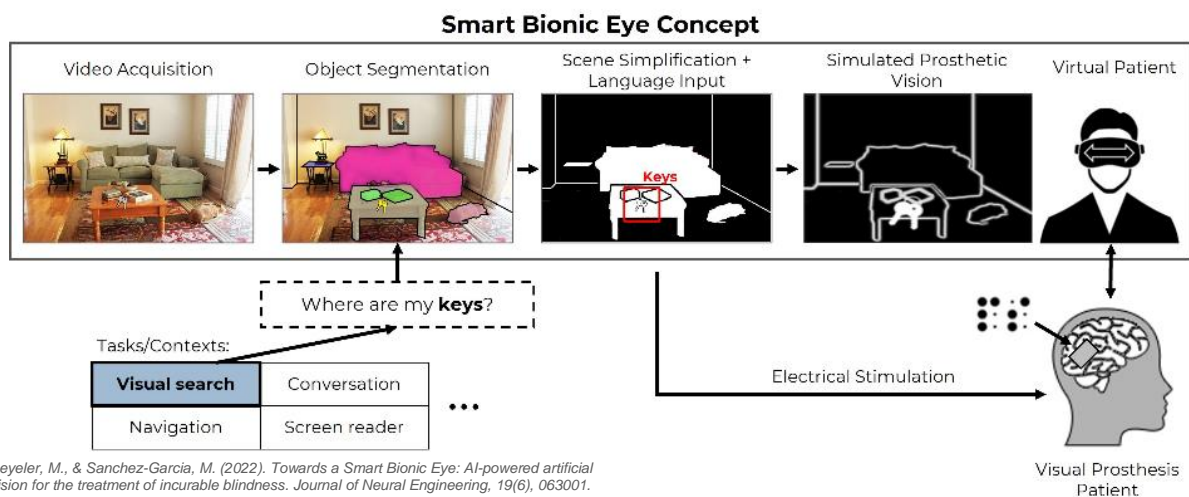 Smart Bionic Eye Concept
Video Acquisition
Object Segmentation
Scene Simplification +
Language Input
Simulated Prosthetic
Vision
Virtual Patient
Keys
Where are my keys?
Tasks/Contexts:
Visual search
Conversation
Navigation
Screen reader
...
Electrical Stimulation
Visual Prosthesis
Patient
eyeler, M., & Sanchez-Garcia, M. (2022). Towards a Smart Bionic Eye: AI-powered artificial
ision for the treatment of incurable blindness. Journal of Neural Engineering, 19(6), 063001.